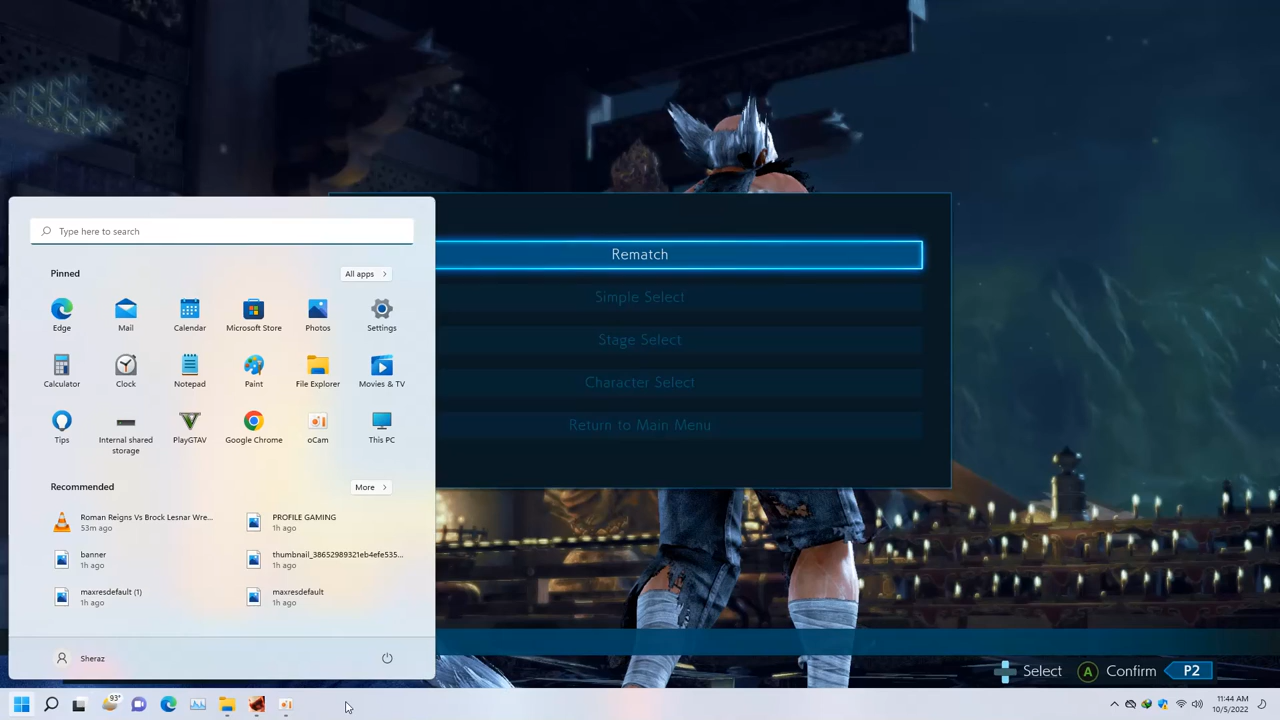 Type here to search
Pinned
All apps
Edge
Mail
Calendar
Microsoft Store
Photos
Settings
Calculator
Clock
Notepad
Paint
File Explorer
Movies & TV
Tips
Internal shared
storage
PlayGTAV
Google Chrome
oCam
This PC
Recommended
More
Roman Reigns Vs Brock Lesnar Wre...
53m ago
PROFILE GAMING
1h ago
banner
1h ago
thumbnail_38652989321eb4efe535...
1h ago
maxresdefault (1)
1h ago
maxresdefault
1h ago
Sheraz
Rematch
Simple Select
Stage Select
Character Select
Return to Main Menu
Select
A
Confirm
P2
93°
11:44 AM
10/5/2022